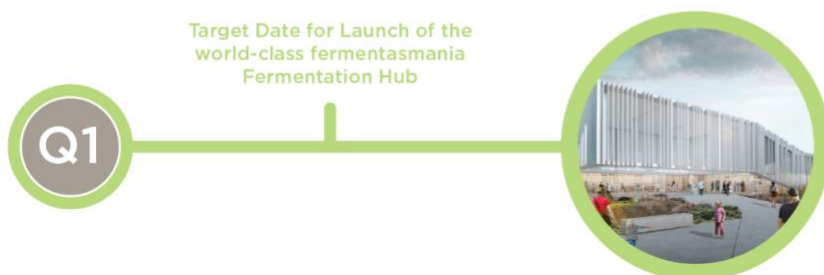 Target Date for Launch of the
world-class fermentasmania
Fermentation Hub
Q1